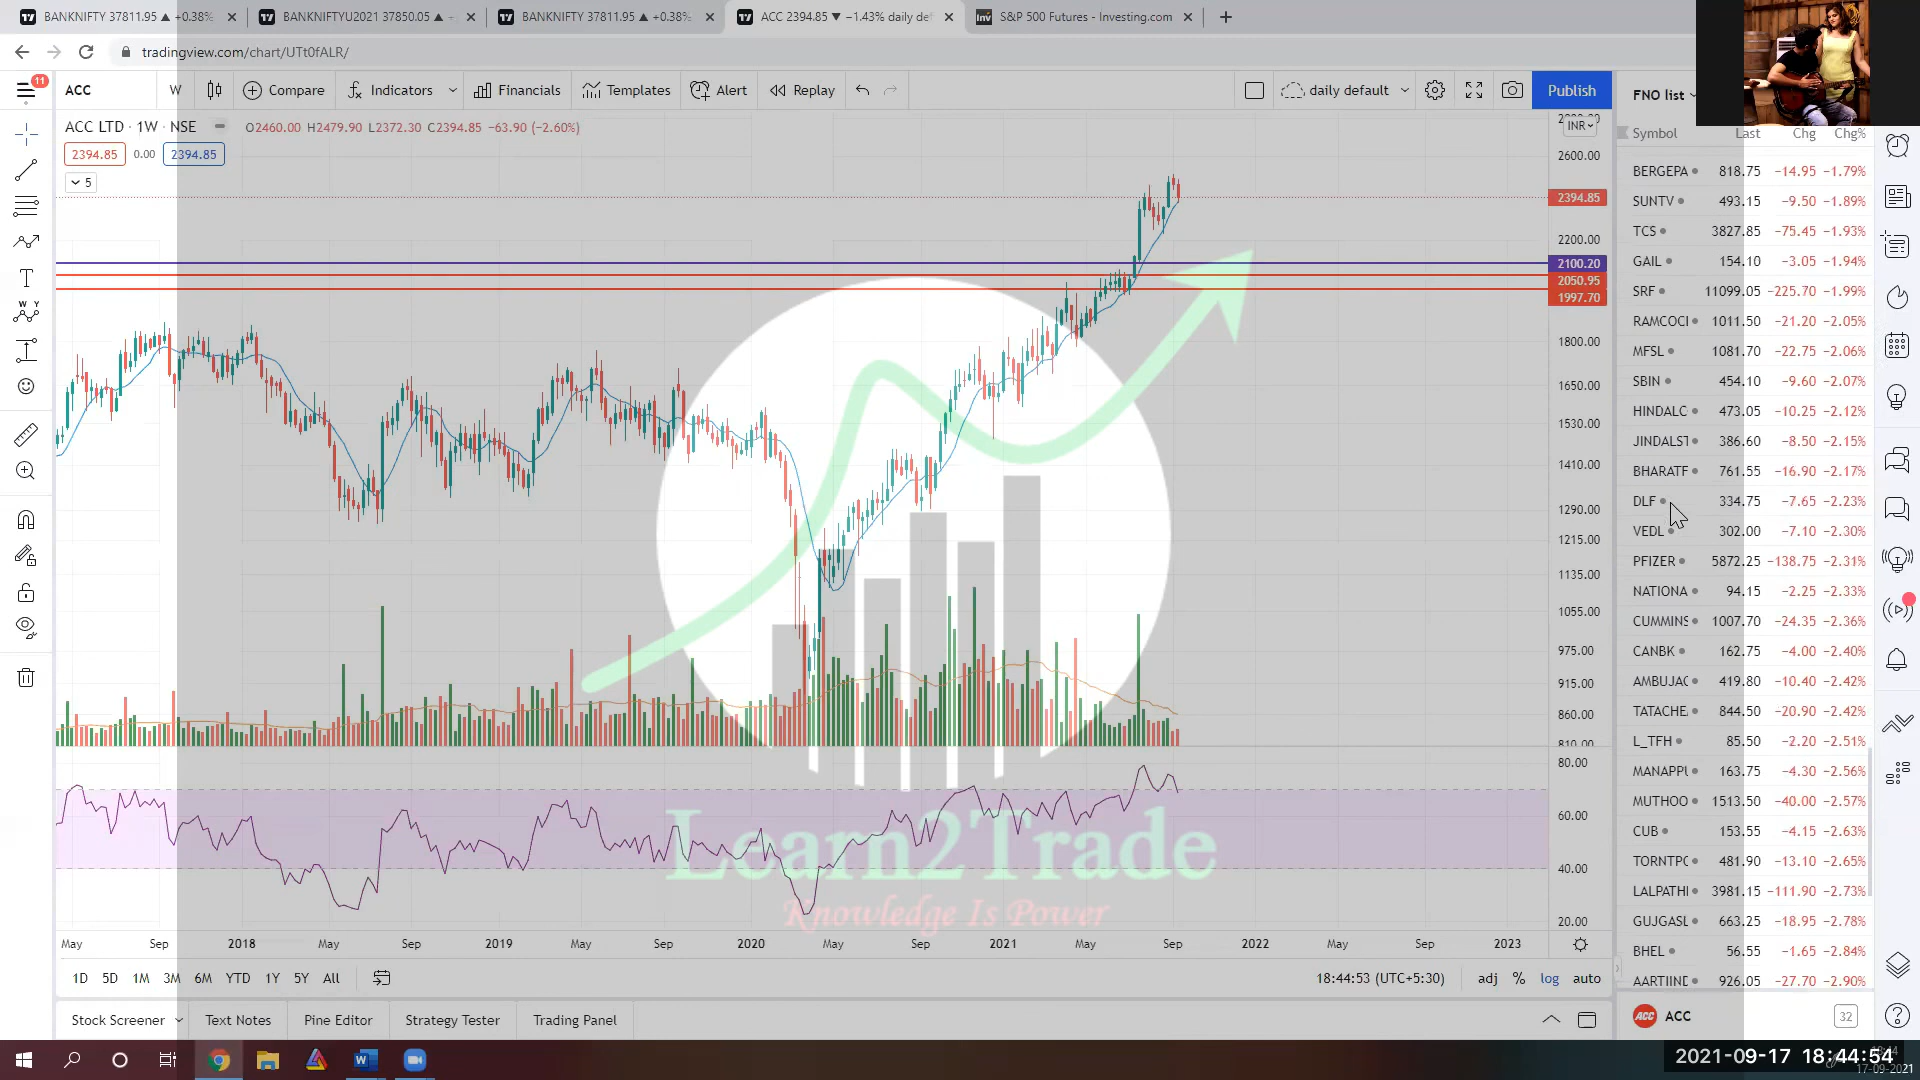 BANKNIFTY 37811.95 ▲ +0.38%
BANKNIFTYU2021 37850.05 ▲ +
BANKNIFTY 37811.95 ▲ +0.38%
ACC 2394.85 ▼ −1.43% daily def
S&P 500 Futures - Investing.com
tradingview.com/chart/UTt0fALR/
11
ACC
W
Compare
Indicators
Financials
Templates
Alert
Replay
daily default
Publish
FNO list
ACC LTD · 1W · NSE
O2460.00 H2479.90 L2372.30 C2394.85 −63.90 (−2.60%)
2394.85 0.00 2394.85
5
INR
2600.00
2394.85
2200.00
2100.20
2050.95
1997.70
1800.00
1650.00
1530.00
1410.00
1290.00
1215.00
1135.00
1055.00
975.00
915.00
860.00
810.00
80.00
60.00
40.00
20.00
Symbol Last Chg Chg%
BERGEPA 818.75 −14.95 −1.79%
SUNTV 493.15 −9.50 −1.89%
TCS 3827.85 −75.45 −1.93%
GAIL 154.10 −3.05 −1.94%
SRF 11099.05 −225.70 −1.99%
RAMCOCI 1011.50 −21.20 −2.05%
MFSL 1081.70 −22.75 −2.06%
SBIN 454.10 −9.60 −2.07%
HINDALC 473.05 −10.25 −2.12%
JINDALST 386.60 −8.50 −2.15%
BHARATF 761.55 −16.90 −2.17%
DLF 334.75 −7.65 −2.23%
VEDL 302.00 −7.10 −2.30%
PFIZER 5872.25 −138.75 −2.31%
NATIONA 94.15 −2.25 −2.33%
CUMMINS 1007.70 −24.35 −2.36%
CANBK 162.75 −4.00 −2.40%
AMBUJAC 419.80 −10.40 −2.42%
TATACHE 844.50 −20.90 −2.42%
L_TFH 85.50 −2.20 −2.51%
MANAPPU 163.75 −4.30 −2.56%
MUTHOO 1513.50 −40.00 −2.57%
CUB 153.55 −4.15 −2.63%
TORNTPC 481.90 −13.10 −2.65%
LALPATHI 3981.15 −111.90 −2.73%
GUJGASL 663.25 −18.95 −2.78%
BHEL 56.55 −1.65 −2.84%
AARTIIND 926.05 −27.70 −2.90%
Learn2Trade
Knowledge Is Power
May Sep 2018 May Sep 2019 May Sep 2020 May Sep 2021 May Sep 2022 May Sep 2023
1D 5D 1M 3M 6M YTD 1Y 5Y All
18:44:53 (UTC+5:30) adj % log auto
Stock Screener
Text Notes
Pine Editor
Strategy Tester
Trading Panel
ACC
32
2021-09-17 18:44:54
17-09-2021